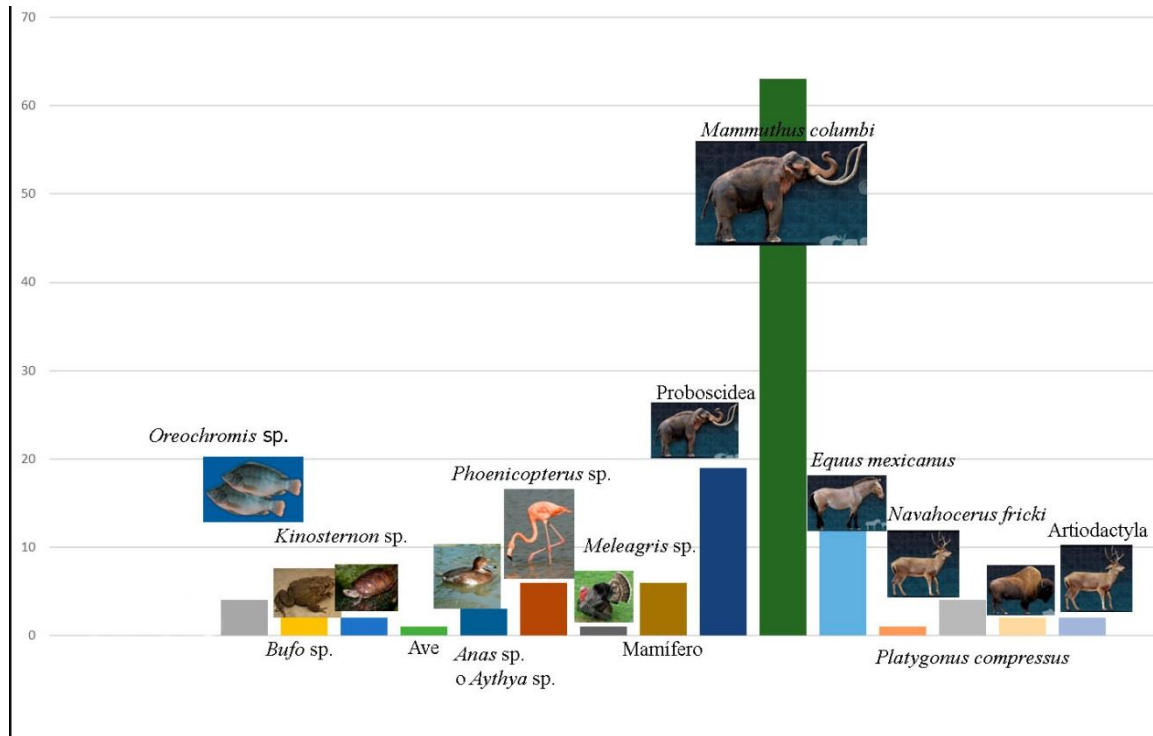 70
60
50
40
30
20
10
0
Mammuthus columbi
Proboscidea
Oreochromis sp.
Equus mexicanus
Phoenicopterus sp.
Navahocerus fricki
Kinosternon sp.
Meleagris sp.
Artiodactyla
Bufo sp.
Ave
Anas sp.
o Aythya sp.
Mamífero
Platygonus compressus